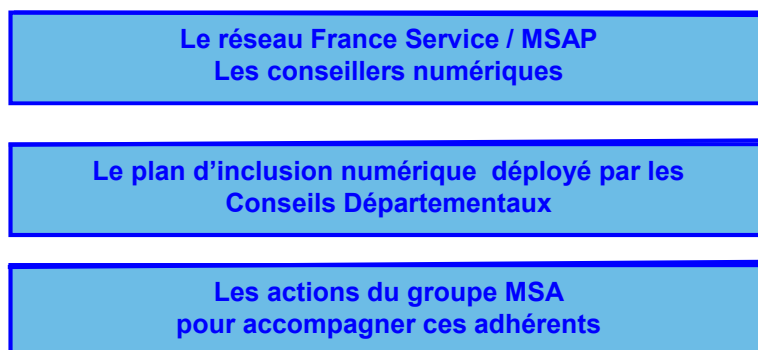 Le réseau France Service / MSAP
Les conseillers numériques
Le plan d’inclusion numérique déployé par les
Conseils Départementaux
Les actions du groupe MSA
pour accompagner ces adhérents